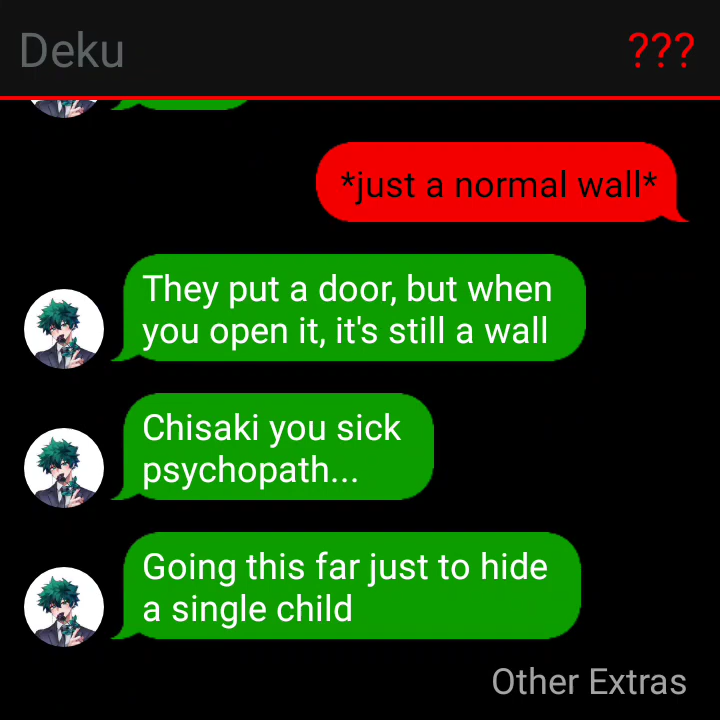 Deku
???
*just a normal wall*
They put a door, but when
you open it, it's still a wall
Chisaki you sick
psychopath...
Going this far just to hide
a single child
Other Extras